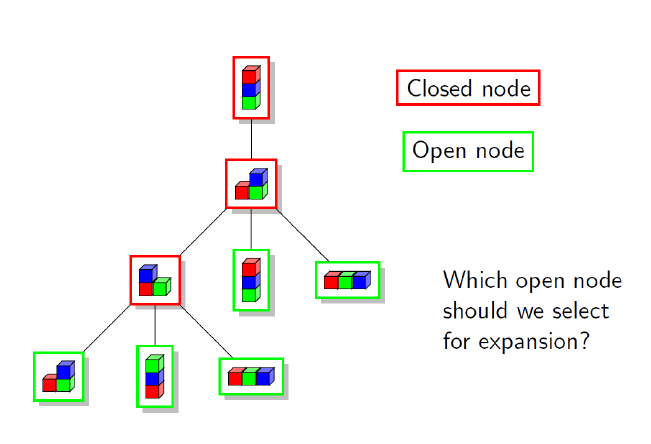 Closed node
Open node
Which open node
should we select
for expansion?